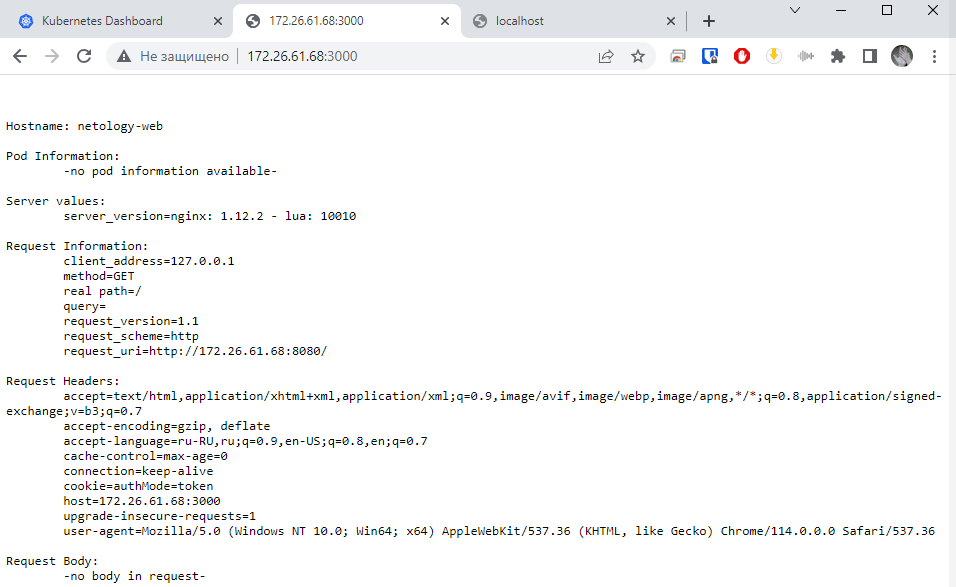 Kubernetes Dashboard
172.26.61.68:3000
localhost
Не защищено
172.26.61.68:3000
Hostname: netology-web
Pod Information:
-no pod information available-
Server values:
server_version=nginx: 1.12.2 - lua: 10010
Request Information:
client_address=127.0.0.1
method=GET
real path=/
query=
request_version=1.1
request_scheme=http
request_uri=http://172.26.61.68:8080/
Request Headers:
accept=text/html,application/xhtml+xml,application/xml;q=0.9,image/avif,image/webp,image/apng,*/*;q=0.8,application/signed-
exchange;v=b3;q=0.7
accept-encoding=gzip, deflate
accept-language=ru-RU,ru;q=0.9,en-US;q=0.8,en;q=0.7
cache-control=max-age=0
connection=keep-alive
cookie=authMode=token
host=172.26.61.68:3000
upgrade-insecure-requests=1
user-agent=Mozilla/5.0 (Windows NT 10.0; Win64; x64) AppleWebKit/537.36 (KHTML, like Gecko) Chrome/114.0.0.0 Safari/537.36
Request Body:
-no body in request-